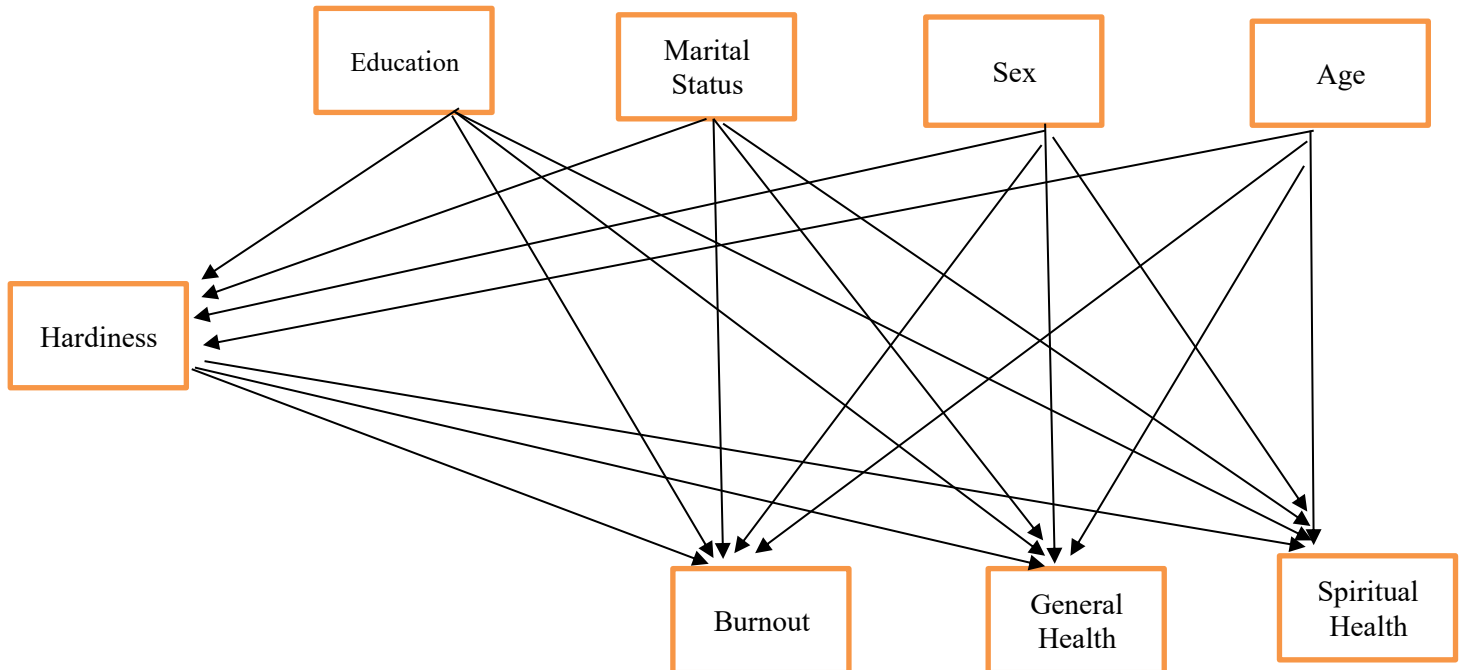 Education
Marital
Status
Sex
Age
Hardiness
Burnout
General
Health
Spiritual
Health